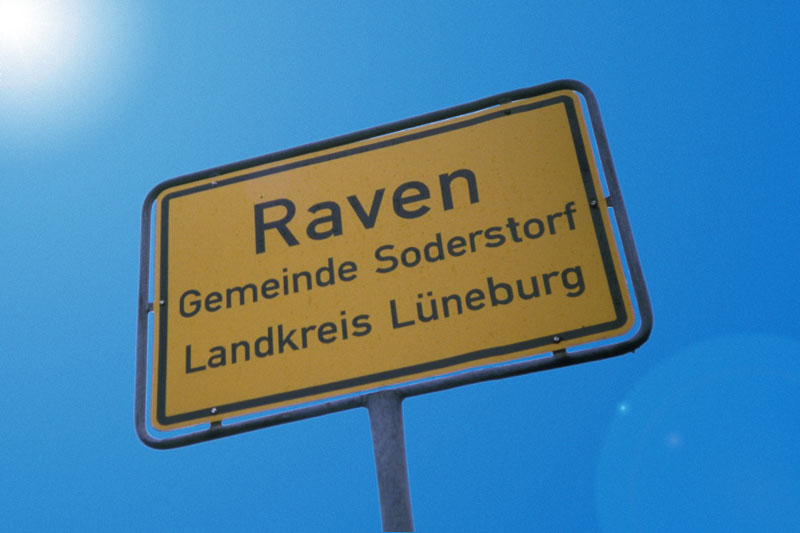 Raven
Gemeinde Soderstorf
Landkreis Lüneburg